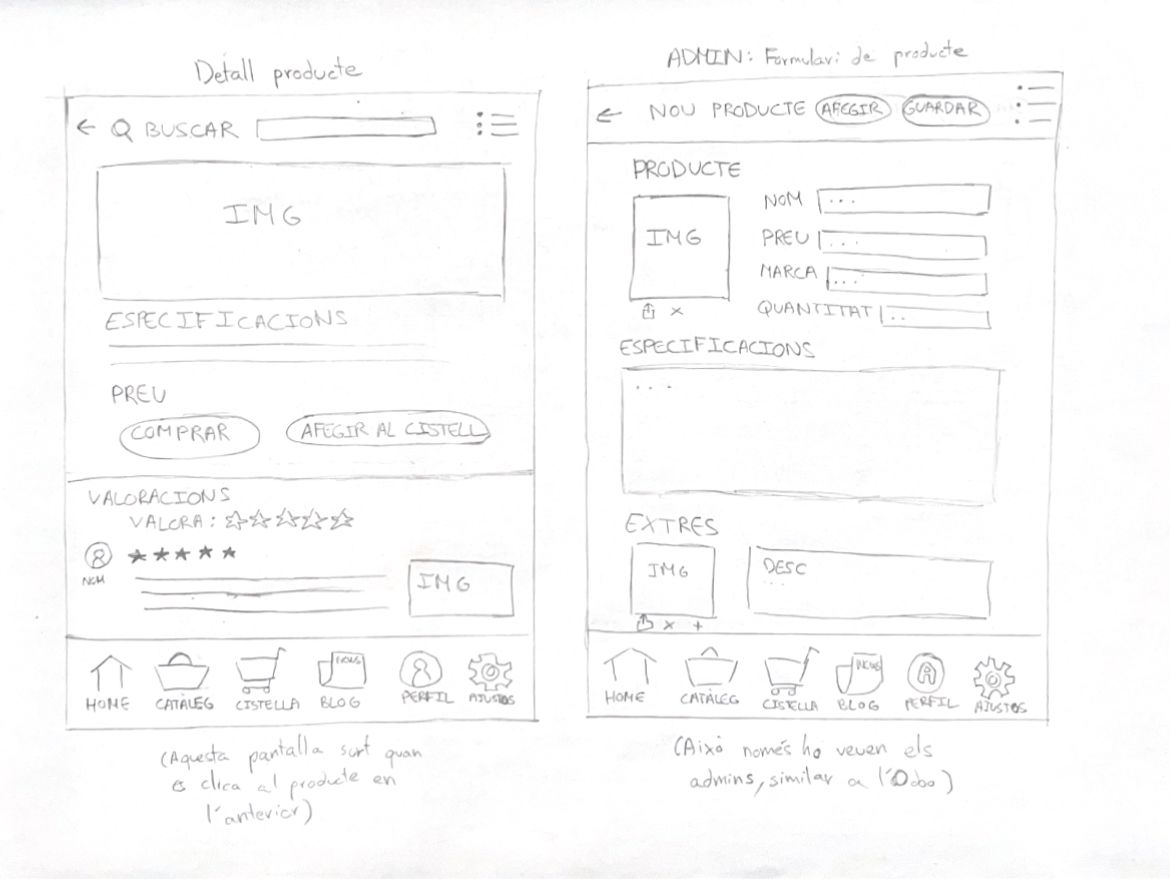 Detall producte
BUSCAR
IMG
ESPECIFICACIONS
PREU
COMPRAR
AFEGIR AL CISTELL
VALORACIONS
VALORA:
NOM
IMG
HOME
CATÀLEG
CISTELLA
BLOG
NEWS
PERFIL
AJUSTOS
(Aquesta pantalla surt quan
es clica al producte en
l'anterior)
ADMIN: Formulari de producte
NOU PRODUCTE
AFEGIR
GUARDAR
PRODUCTE
IMG
NOM ...
PREU ...
MARCA ...
QUANTITAT ..
ESPECIFICACIONS
...
EXTRES
IMG
DESC
...
HOME
CATÀLEG
CISTELLA
BLOG
NEWS
PERFIL
AJUSTOS
(Això només ho veuen els
admins, similar a l'Odoo)